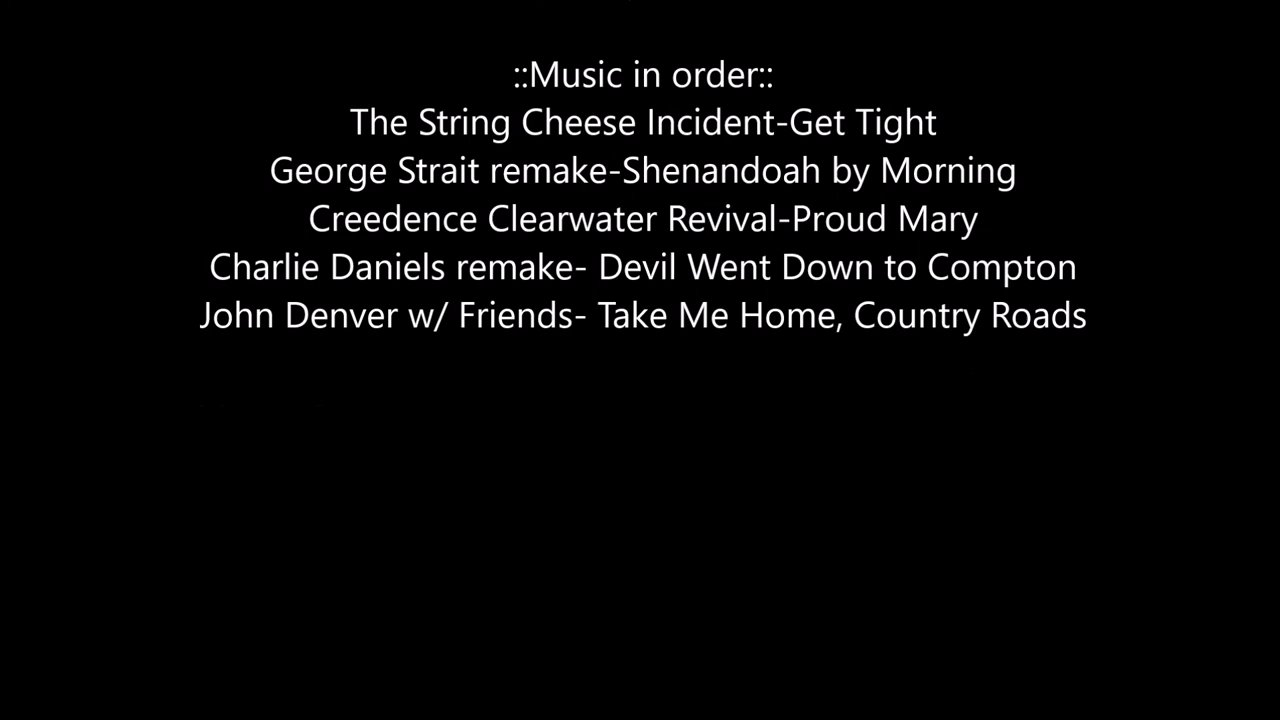 ::Music in order::
The String Cheese Incident-Get Tight
George Strait remake-Shenandoah by Morning
Creedence Clearwater Revival-Proud Mary
Charlie Daniels remake- Devil Went Down to Compton
John Denver w/ Friends- Take Me Home, Country Roads